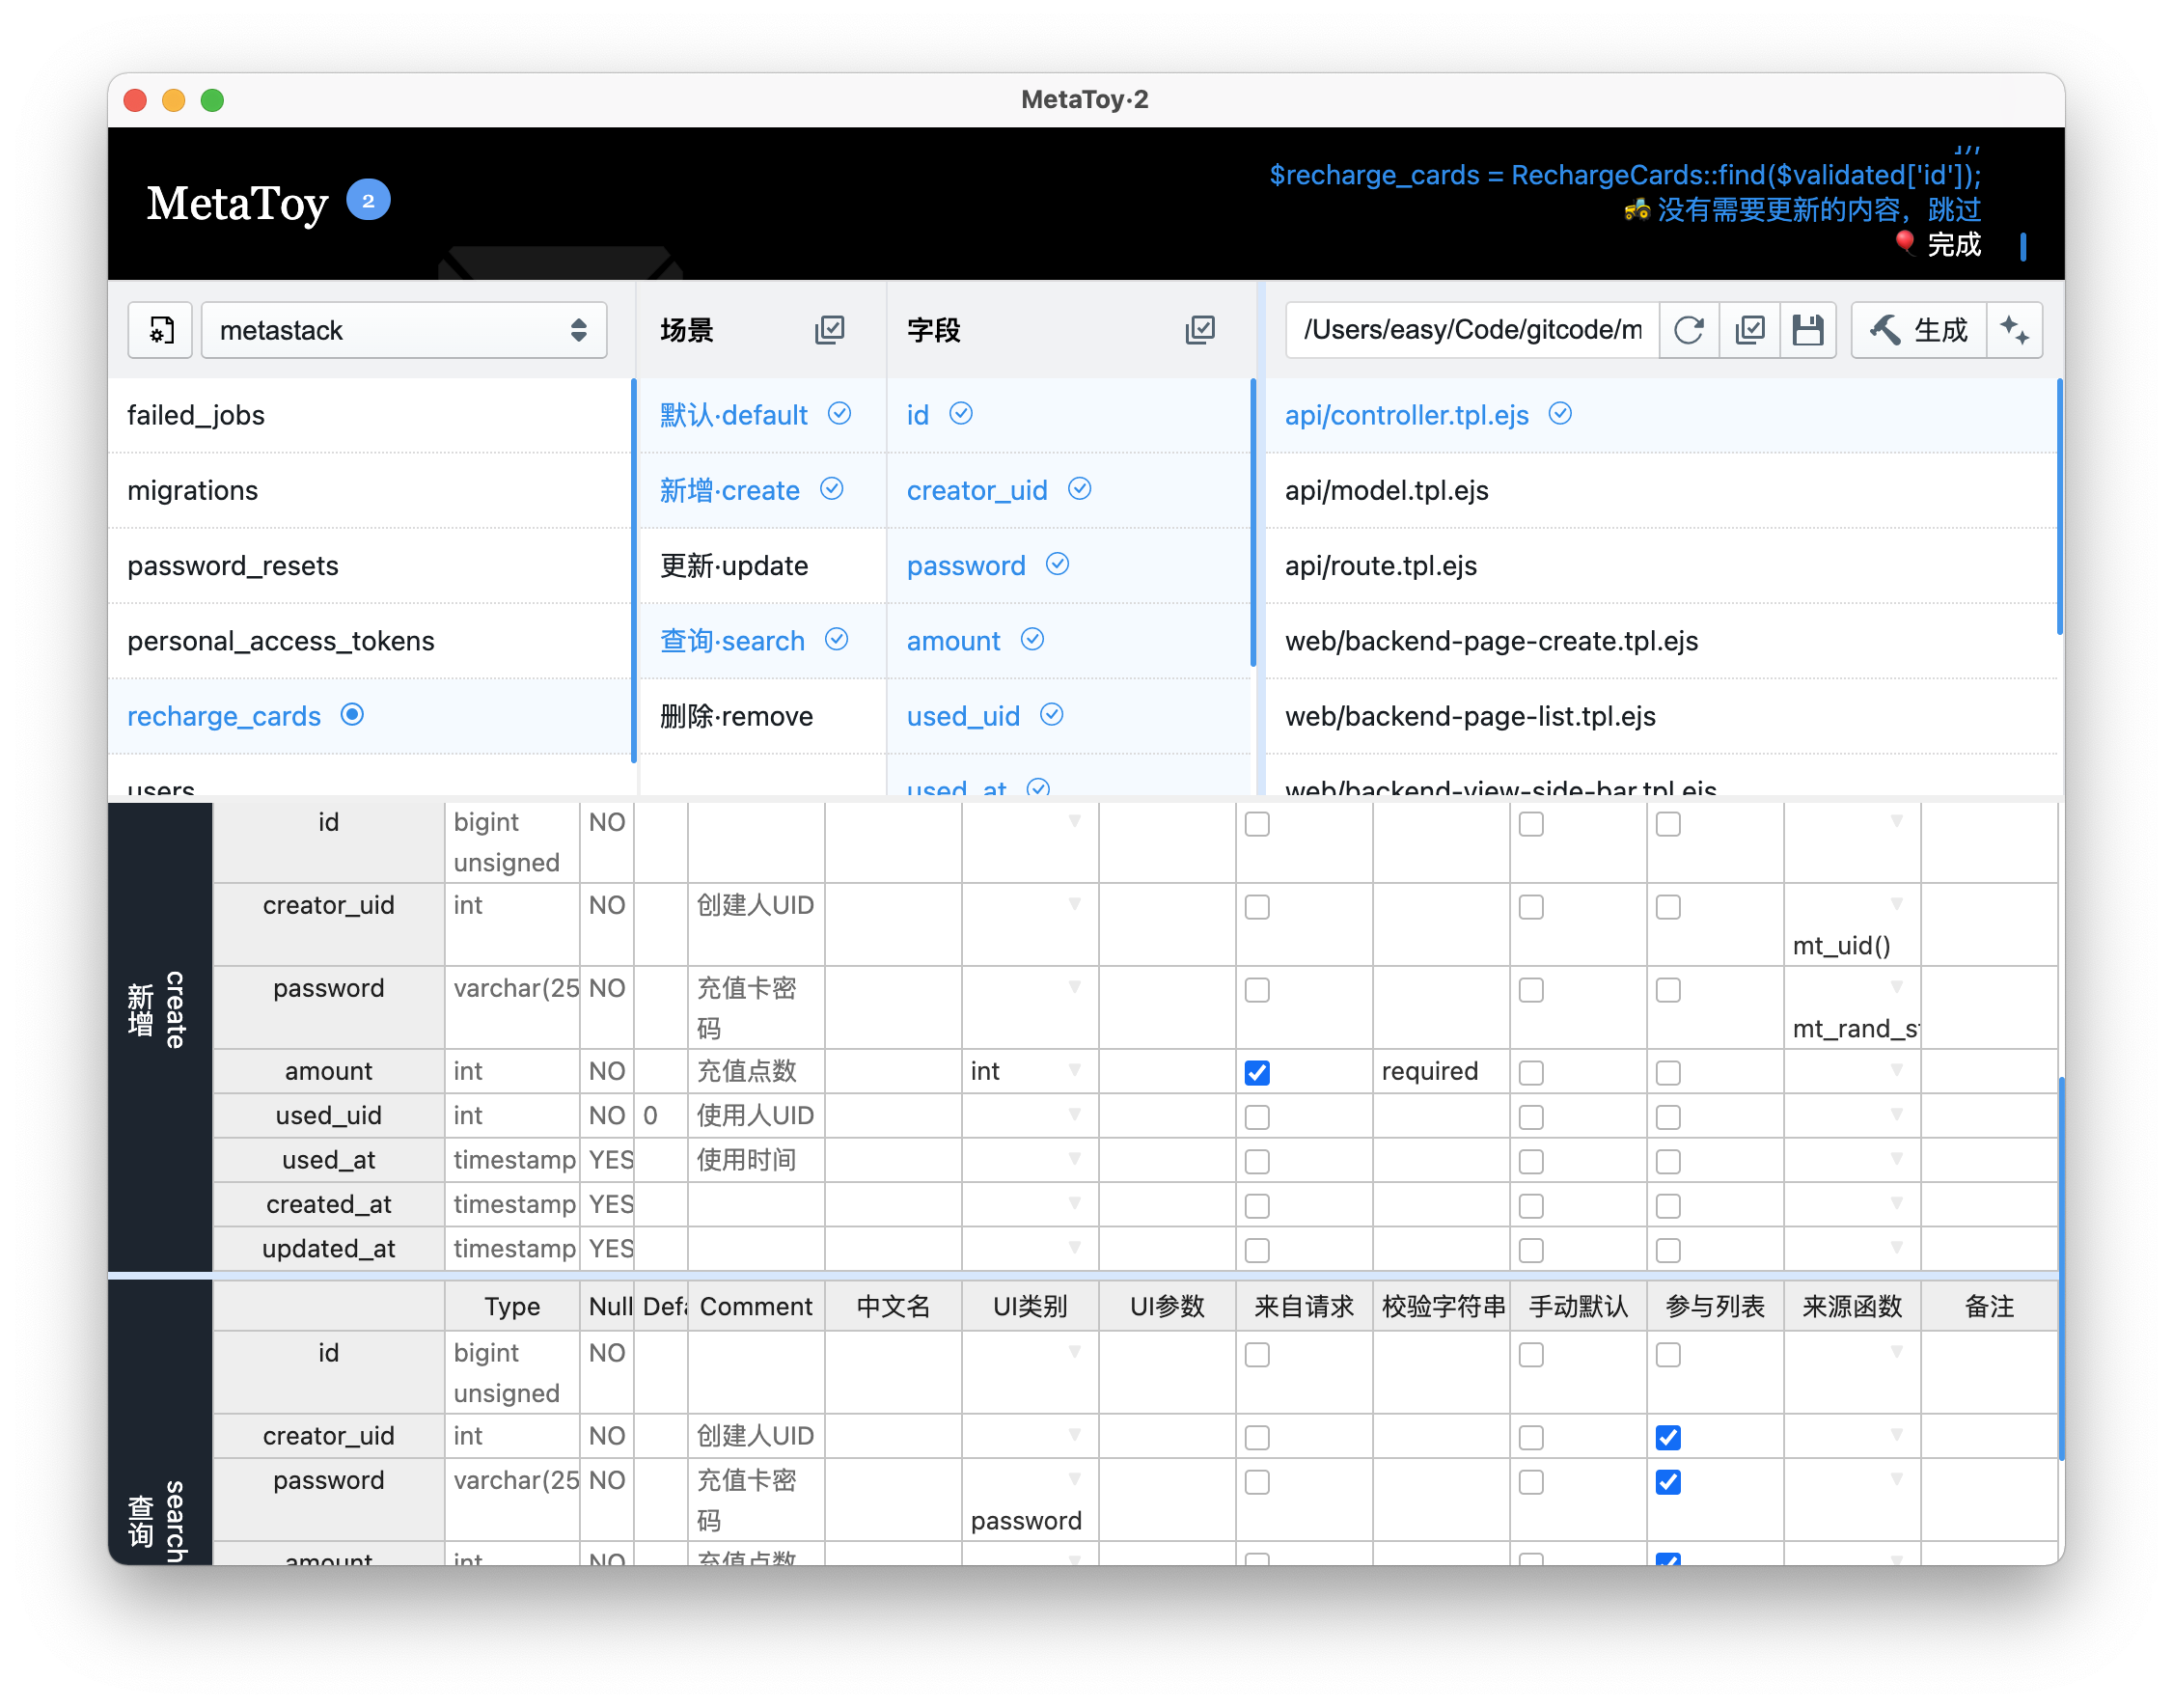 MetaToy·2
MetaToy 2
$recharge_cards = RechargeCards::find($validated['id']);
🚜 没有需要更新的内容，跳过
🎈 完成
metastack
场景
字段
/Users/easy/Code/gitcode/m
生成
failed_jobs
migrations
password_resets
personal_access_tokens
recharge_cards
users
默认·default
新增·create
更新·update
查询·search
删除·remove
id
creator_uid
password
amount
used_uid
used_at
api/controller.tpl.ejs
api/model.tpl.ejs
api/route.tpl.ejs
web/backend-page-create.tpl.ejs
web/backend-page-list.tpl.ejs
web/backend-view-side-bar.tpl.ejs
新增 create
id bigint unsigned NO
creator_uid int NO 创建人UID mt_uid()
password varchar(25 NO 充值卡密码 mt_rand_st
amount int NO 充值点数 int required
used_uid int NO 0 使用人UID
used_at timestamp YES 使用时间
created_at timestamp YES
updated_at timestamp YES
查询 search
Type Null Defa Comment 中文名 UI类别 UI参数 来自请求 校验字符串 手动默认 参与列表 来源函数 备注
id bigint unsigned NO
creator_uid int NO 创建人UID
password varchar(25 NO 充值卡密码 password
amount int NO 充值点数